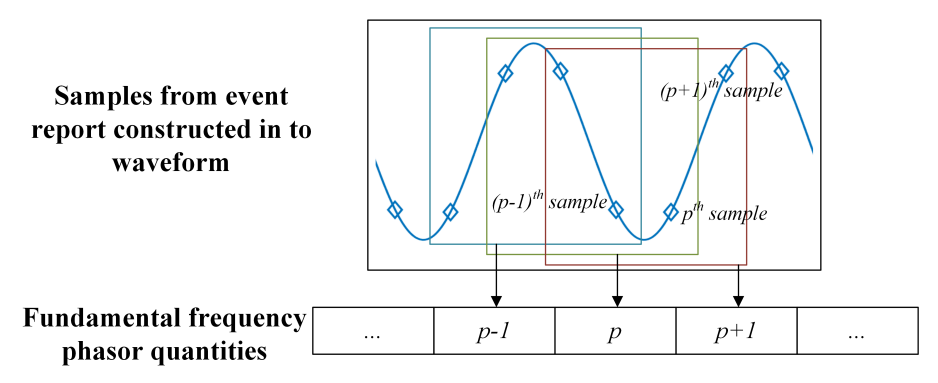 Samples from event
report constructed in to
waveform
(p+1)th sample
(p-1)th sample
pth sample
Fundamental frequency
phasor quantities
... p-1 p p+1 ...